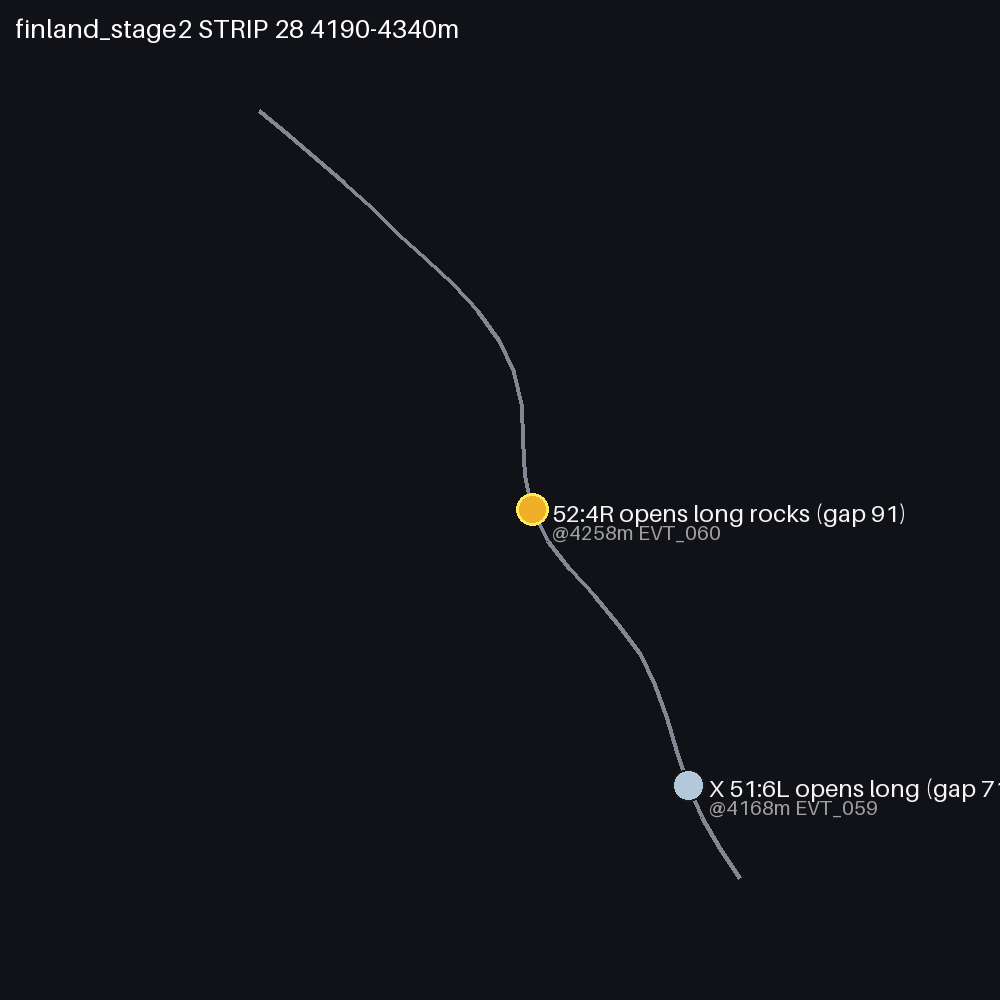 finland_stage2 STRIP 28 4190-4340m
52:4R opens long rocks (gap 91)
@4258m EVT_060
X 51:6L opens long (gap 71
@4168m EVT_059